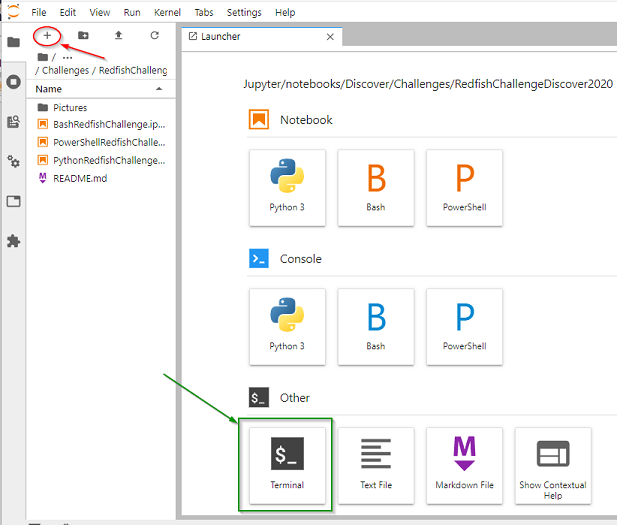 File Edit View Run Kernel Tabs Settings Help
Launcher
/ ...
/ Challenges / RedfishChalleng
Name
Pictures
BashRedfishChallenge.ip...
PowerShellRedfishChalle...
PythonRedfishChallenge...
README.md
Jupyter/notebooks/Discover/Challenges/RedfishChallengeDiscover2020
Notebook
Python 3
B
Bash
P
PowerShell
Console
Python 3
B
Bash
P
PowerShell
$_ Other
$_
Terminal
Text File
M
Markdown File
Show Contextual
Help